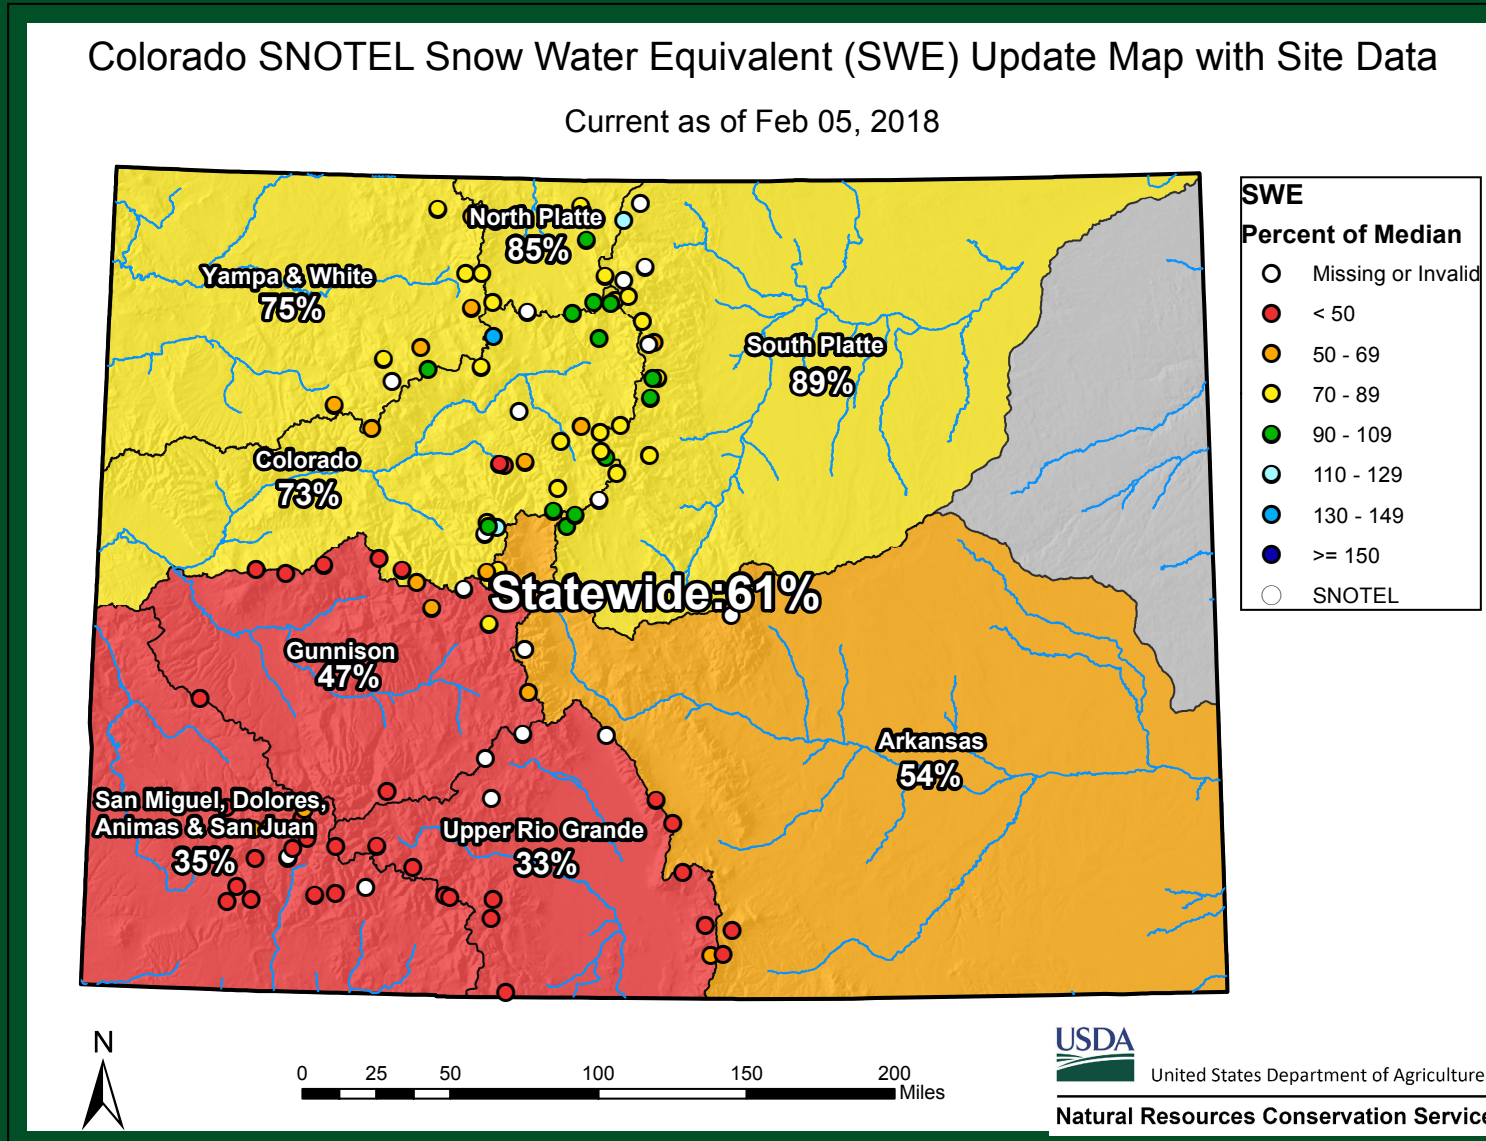 Colorado SNOTEL Snow Water Equivalent (SWE) Update Map with Site Data
Current as of Feb 05, 2018
North Platte
85%
Yampa & White
75%
South Platte
89%
Colorado
73%
Statewide:61%
Gunnison
47%
Arkansas
54%
San Miguel, Dolores,
Animas & San Juan
35%
Upper Rio Grande
33%
SWE
Percent of Median
Missing or Invalid
< 50
50 - 69
70 - 89
90 - 109
110 - 129
130 - 149
>= 150
SNOTEL
N
0 25 50 100 150 200
Miles
USDA
United States Department of Agriculture
Natural Resources Conservation Service